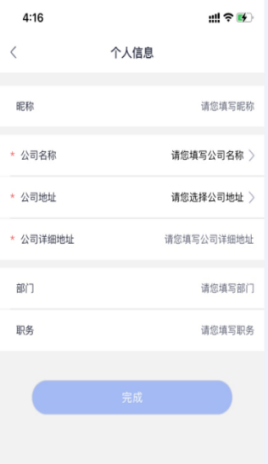 4:16
个人信息
昵称 请您填写昵称
* 公司名称 请您填写公司名称
* 公司地址 请您选择公司地址
* 公司详细地址 请您填写公司详细地址
部门 请您填写部门
职务 请您填写职务
完成